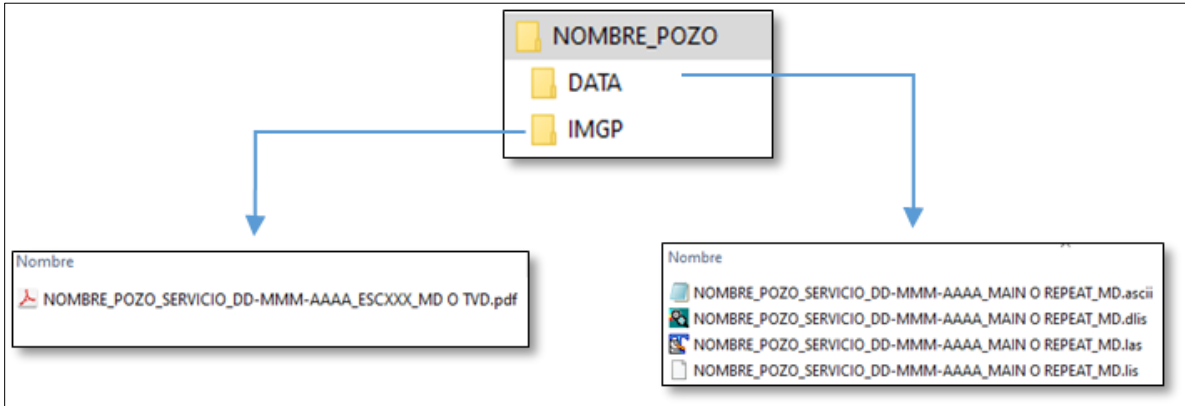 NOMBRE_POZO
DATA
IMGP
Nombre
NOMBRE_POZO_SERVICIO_DD-MMM-AAAA_ESCXXX_MD O TVD.pdf
Nombre
NOMBRE_POZO_SERVICIO_DD-MMM-AAAA_MAIN O REPEAT_MD.ascii
NOMBRE_POZO_SERVICIO_DD-MMM-AAAA_MAIN O REPEAT_MD.dlis
NOMBRE_POZO_SERVICIO_DD-MMM-AAAA_MAIN O REPEAT_MD.las
NOMBRE_POZO_SERVICIO_DD-MMM-AAAA_MAIN O REPEAT_MD.lis